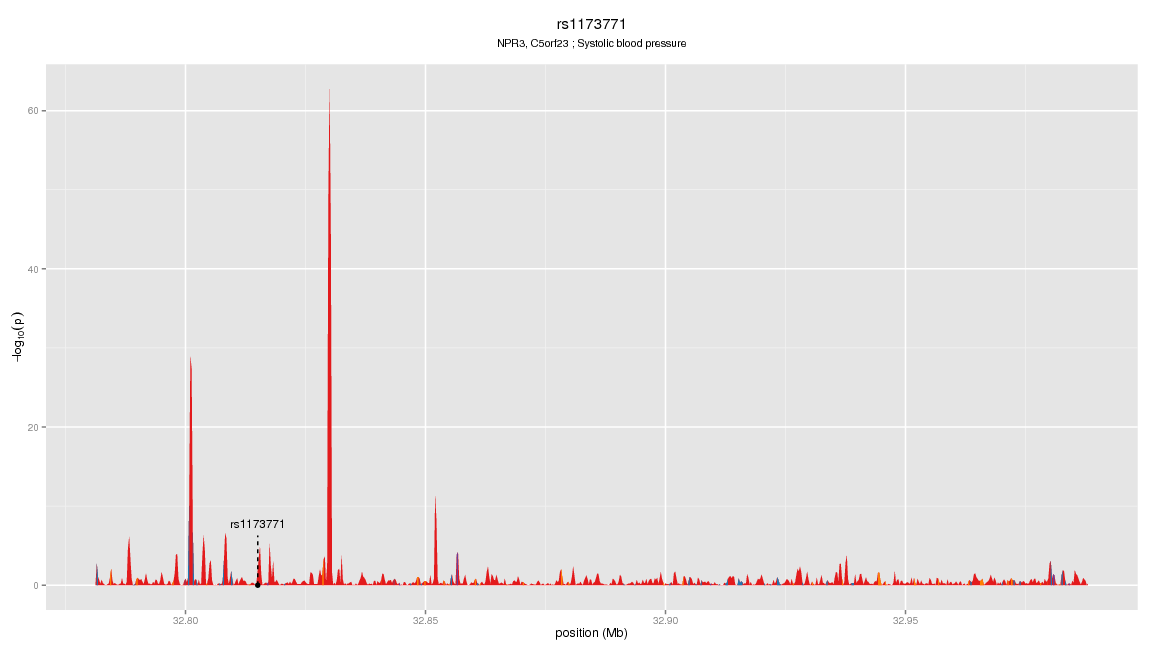 rs1173771
NPR3, C5orf23 ; Systolic blood pressure
60
40
20
0
−log10(p)
rs1173771
32.80
32.85
32.90
32.95
position (Mb)